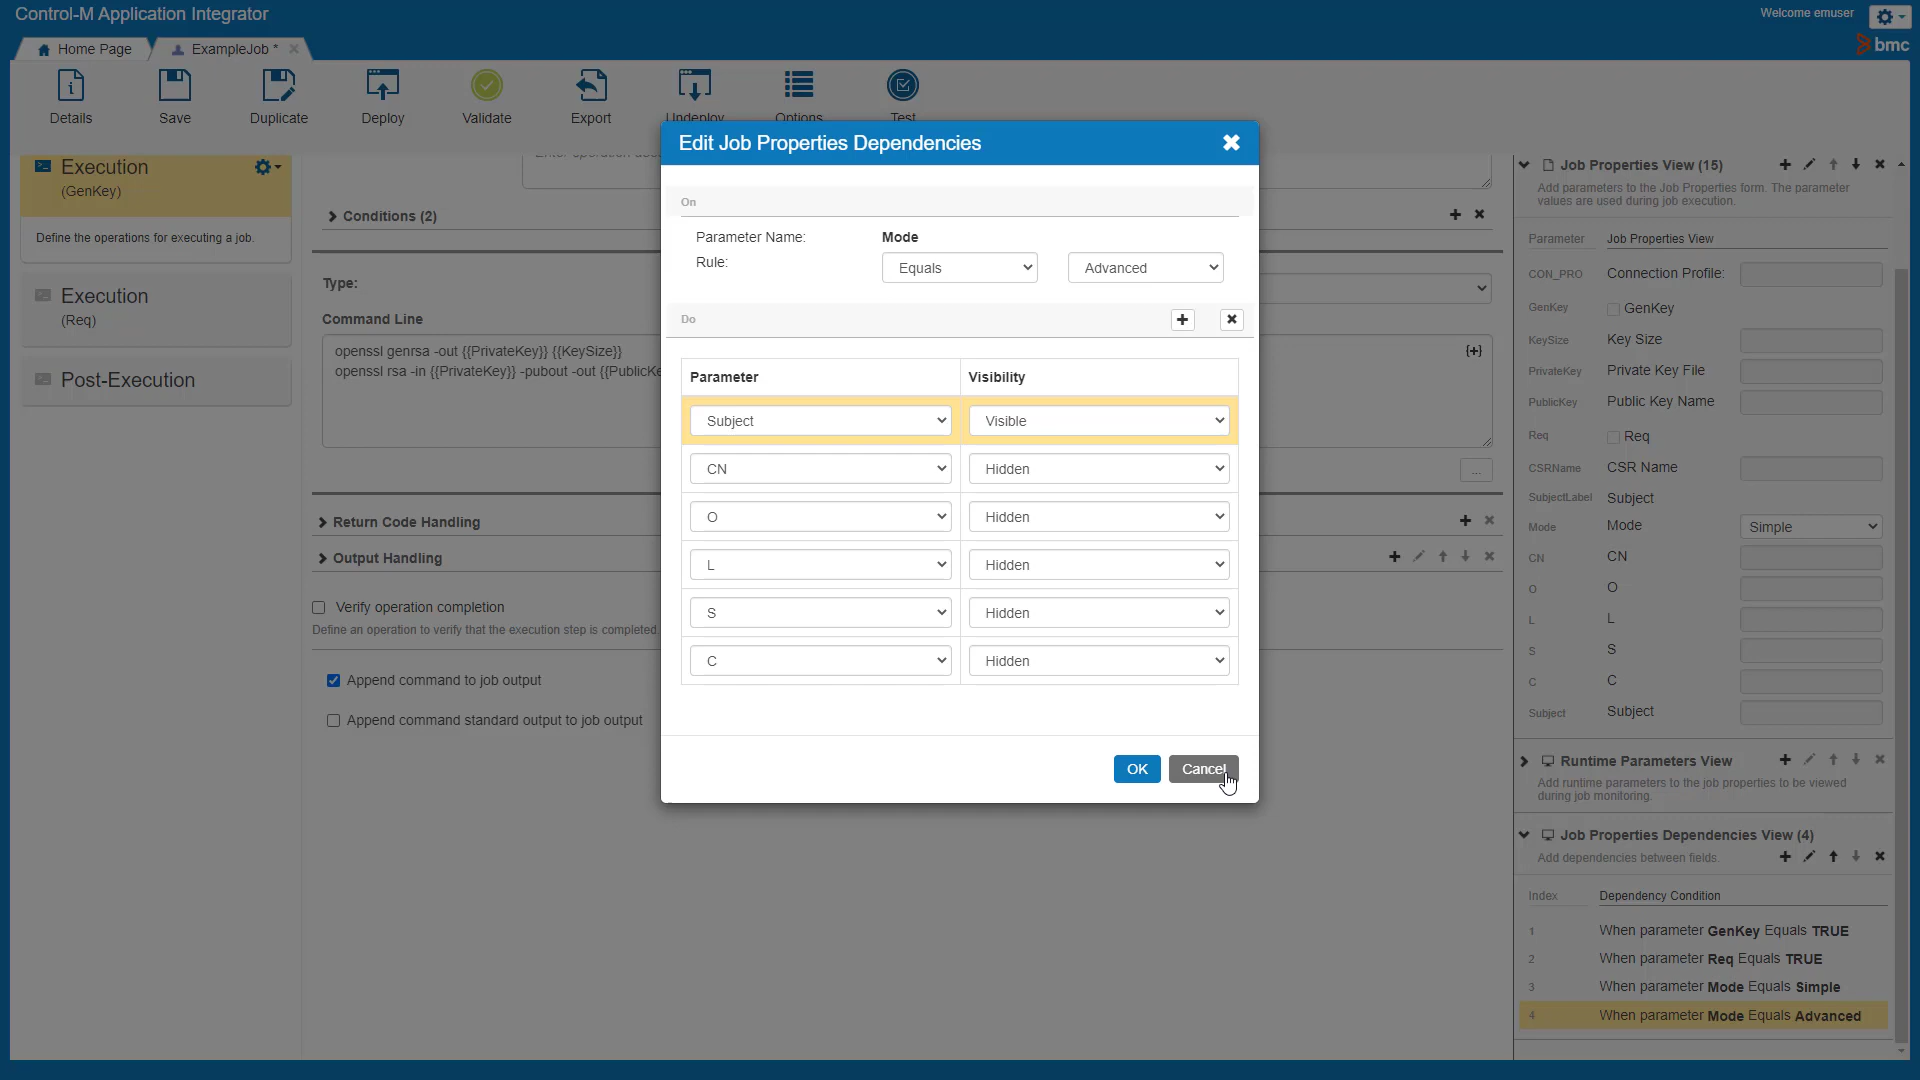 Control-M Application Integrator
Welcome emuser
Home Page
ExampleJob *
bmc
Details
Save
Duplicate
Deploy
Validate
Export
Undeploy
Options
Test
Execution
(GenKey)
Define the operations for executing a job.
Execution
(Req)
Post-Execution
Conditions (2)
Type:
Command Line
openssl genrsa -out {{PrivateKey}} {{KeySize}}
openssl rsa -in {{PrivateKey}} -pubout -out {{PublicKe
{+}
...
Return Code Handling
Output Handling
Verify operation completion
Define an operation to verify that the execution step is completed.
Append command to job output
Append command standard output to job output
Edit Job Properties Dependencies
On
Parameter Name: Mode
Rule: Equals Advanced
Do
Parameter Visibility
Subject Visible
CN Hidden
O Hidden
L Hidden
S Hidden
C Hidden
OK Cancel
Job Properties View (15)
Add parameters to the Job Properties form. The parameter
values are used during job execution.
Parameter Job Properties View
CON_PRO Connection Profile:
GenKey GenKey
KeySize Key Size
PrivateKey Private Key File
PublicKey Public Key Name
Req Req
CSRName CSR Name
SubjectLabel Subject
Mode Mode Simple
CN CN
O O
L L
S S
C C
Subject Subject
Runtime Parameters View
Add runtime parameters to the job properties to be viewed
during job monitoring.
Job Properties Dependencies View (4)
Add dependencies between fields.
Index Dependency Condition
1 When parameter GenKey Equals TRUE
2 When parameter Req Equals TRUE
3 When parameter Mode Equals Simple
4 When parameter Mode Equals Advanced